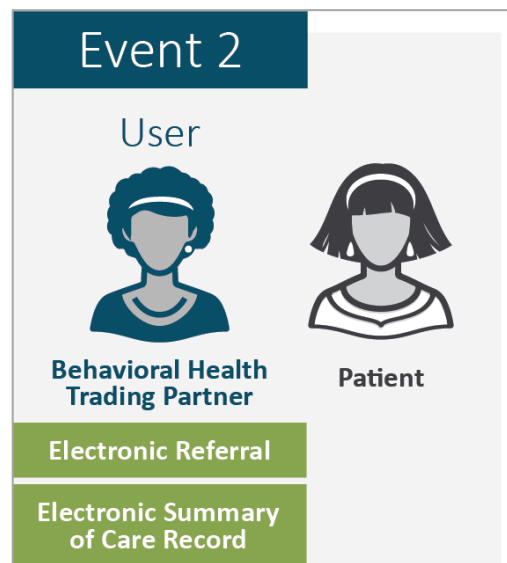 Event 2
User
Behavioral Health
Trading Partner
Patient
Electronic Referral
Electronic Summary
of Care Record